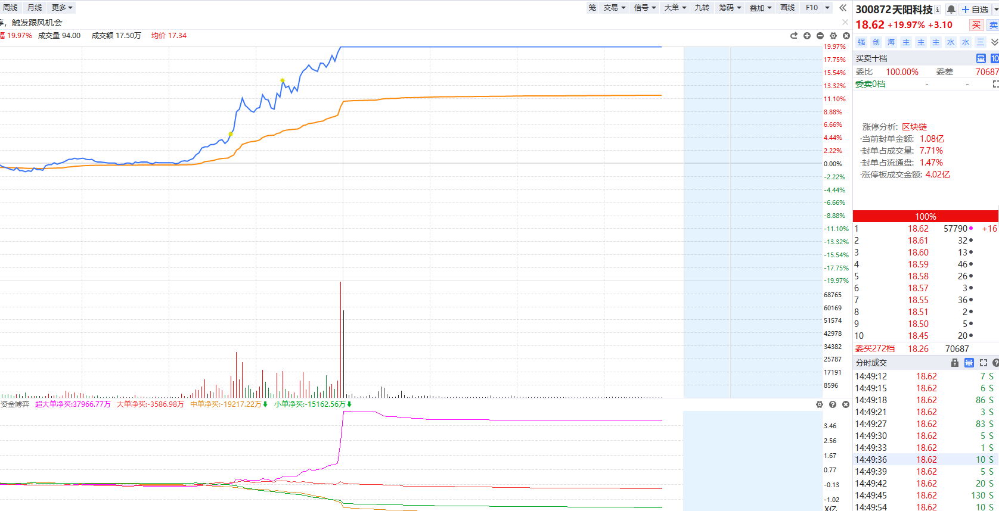 周线 月线 更多 笼 交易 信号 大单 九转 筹码 叠加 画线 F10
停，触发跟风机会
幅 19.97% 成交量 94.00 成交额 17.50万 均价 17.34
19.97%
17.75%
15.54%
13.32%
11.10%
8.88%
6.66%
4.44%
2.22%
0.00%
-2.22%
-4.44%
-6.66%
-8.88%
-11.10%
-13.32%
-15.54%
-17.75%
-19.97%
68765
60169
51574
42978
34382
25787
17191
8596
资金博弈 超大单净买:37966.77万 大单净买:-3586.98万 中单净买:-19217.22万 小单净买:-15162.56万
3.46
2.56
1.67
0.77
-0.13
-1.02
X亿
300872天阳科技 自选
18.62 +19.97% +3.10 买 卖
强 创 海 主 主 主 水 水 三
买卖十档 量 10
委比 100.00% 委差 70687
委卖0档 - -
涨停分析: 区块链
·当前封单金额: 1.08亿
·封单占成交量: 7.71%
·封单占流通盘: 1.47%
·涨停板成交金额: 4.02亿
100%
1 18.62 57790 +16
2 18.61 32
3 18.60 13
4 18.59 46
5 18.58 26
6 18.57 3
7 18.55 36
8 18.51 2
9 18.50 5
10 18.45 20
委买272档 18.26 70687
分时成交 量
14:49:12 18.62 7 S
14:49:15 18.62 6 S
14:49:18 18.62 86 S
14:49:21 18.62 3 S
14:49:27 18.62 83 S
14:49:30 18.62 5 S
14:49:33 18.62 1 S
14:49:36 18.62 10 S
14:49:39 18.62 5 S
14:49:42 18.62 20 S
14:49:45 18.62 130 S
14:49:54 18.62 10 S